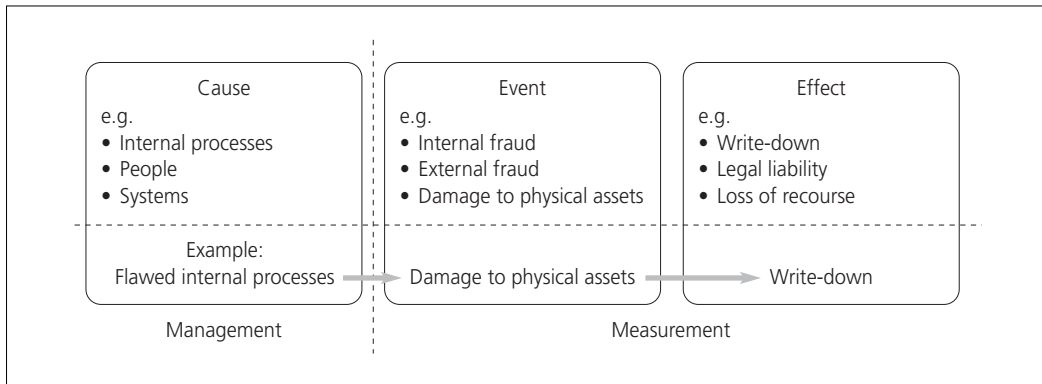 Cause
e.g.
• Internal processes
• People
• Systems
Example:
Flawed internal processes
Event
e.g.
• Internal fraud
• External fraud
• Damage to physical assets
Damage to physical assets
Effect
e.g.
• Write-down
• Legal liability
• Loss of recourse
Write-down
Management
Measurement